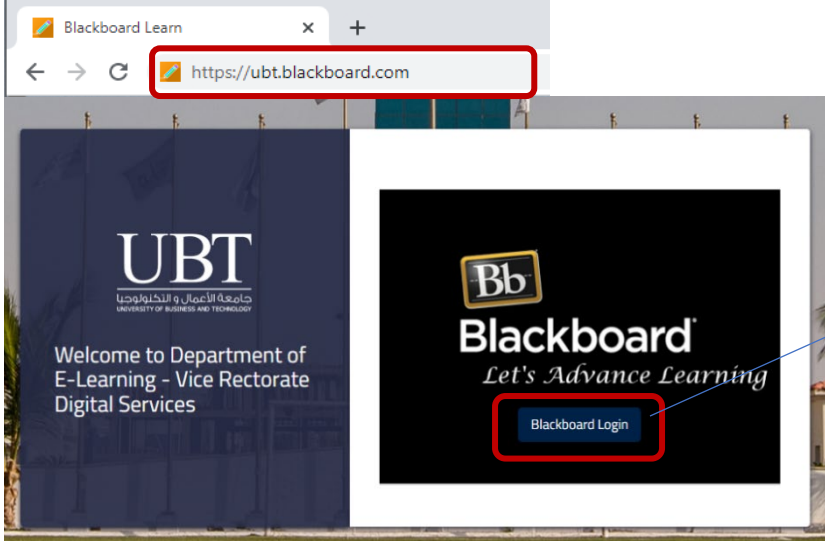 Blackboard Learn
https://ubt.blackboard.com
UBT
جامعة الأعمال و التكنولوجيا
UNIVERSITY OF BUSINESS AND TECHNOLOGY
Welcome to Department of
E-Learning - Vice Rectorate
Digital Services
Bb
Blackboard
Let's Advance Learning
Blackboard Login